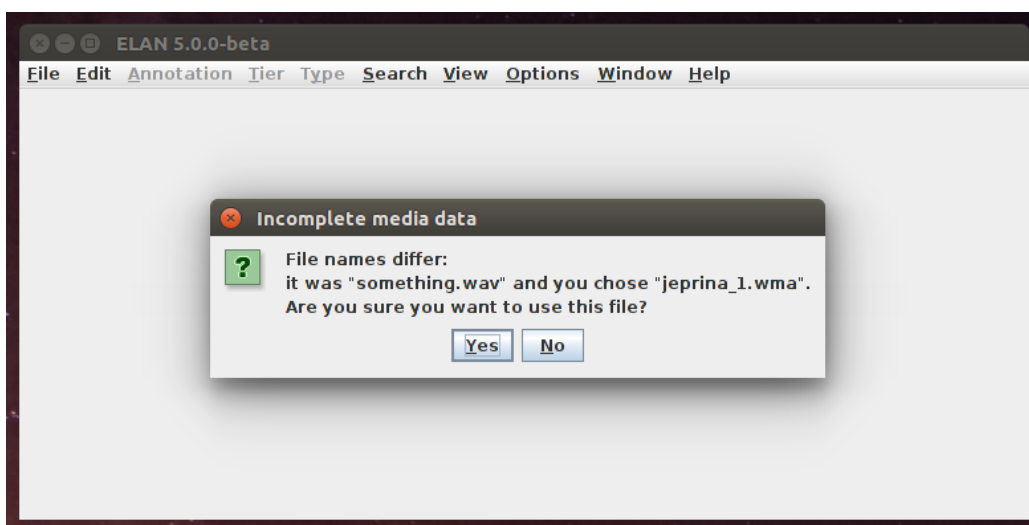 ELAN 5.0.0-beta
File Edit Annotation Tier Type Search View Options Window Help
Incomplete media data
File names differ:
it was "something.wav" and you chose "jeprina_1.wma".
Are you sure you want to use this file?
Yes No